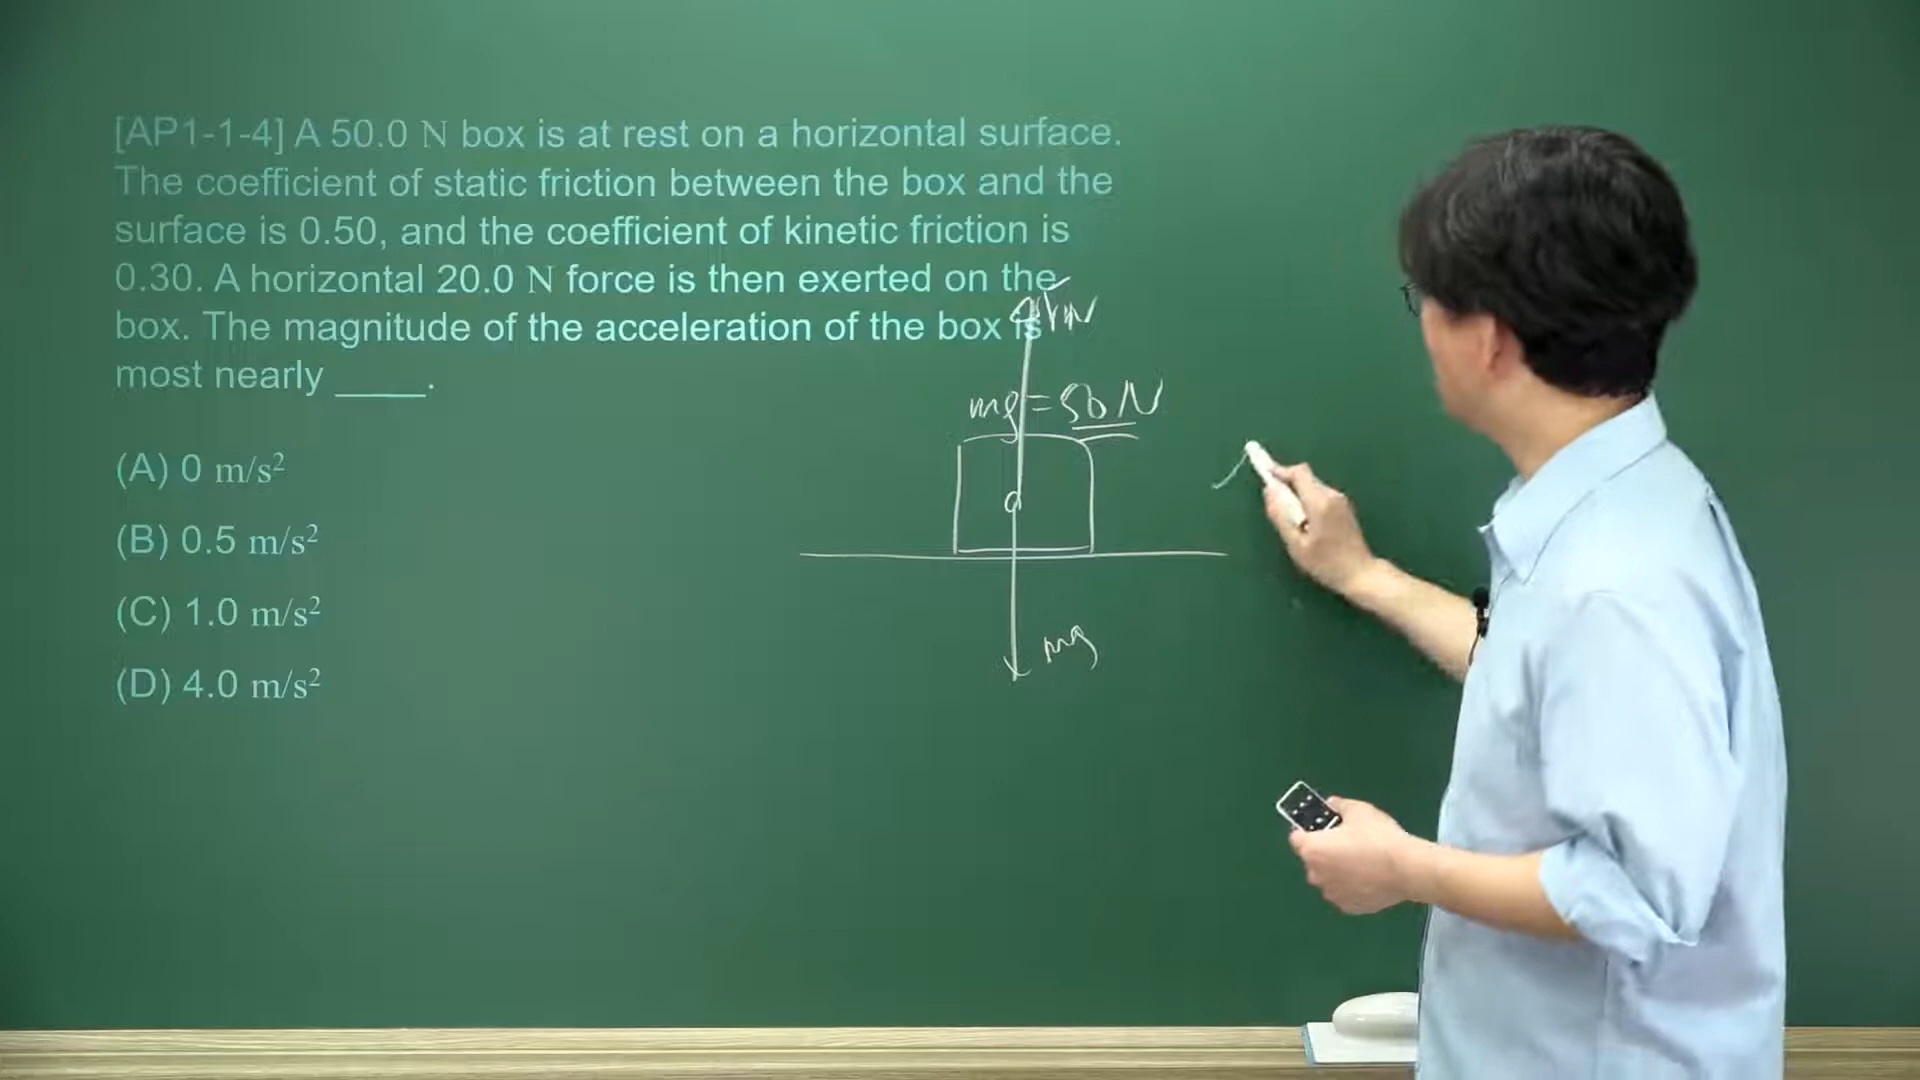 [AP1-1-4] A 50.0 N box is at rest on a horizontal surface.
The coefficient of static friction between the box and the
surface is 0.50, and the coefficient of kinetic friction is
0.30. A horizontal 20.0 N force is then exerted on the
box. The magnitude of the acceleration of the box is
most nearly ____.
mg = 50 N
(A) 0 m/s²
(B) 0.5 m/s²
(C) 1.0 m/s²
(D) 4.0 m/s²
mg